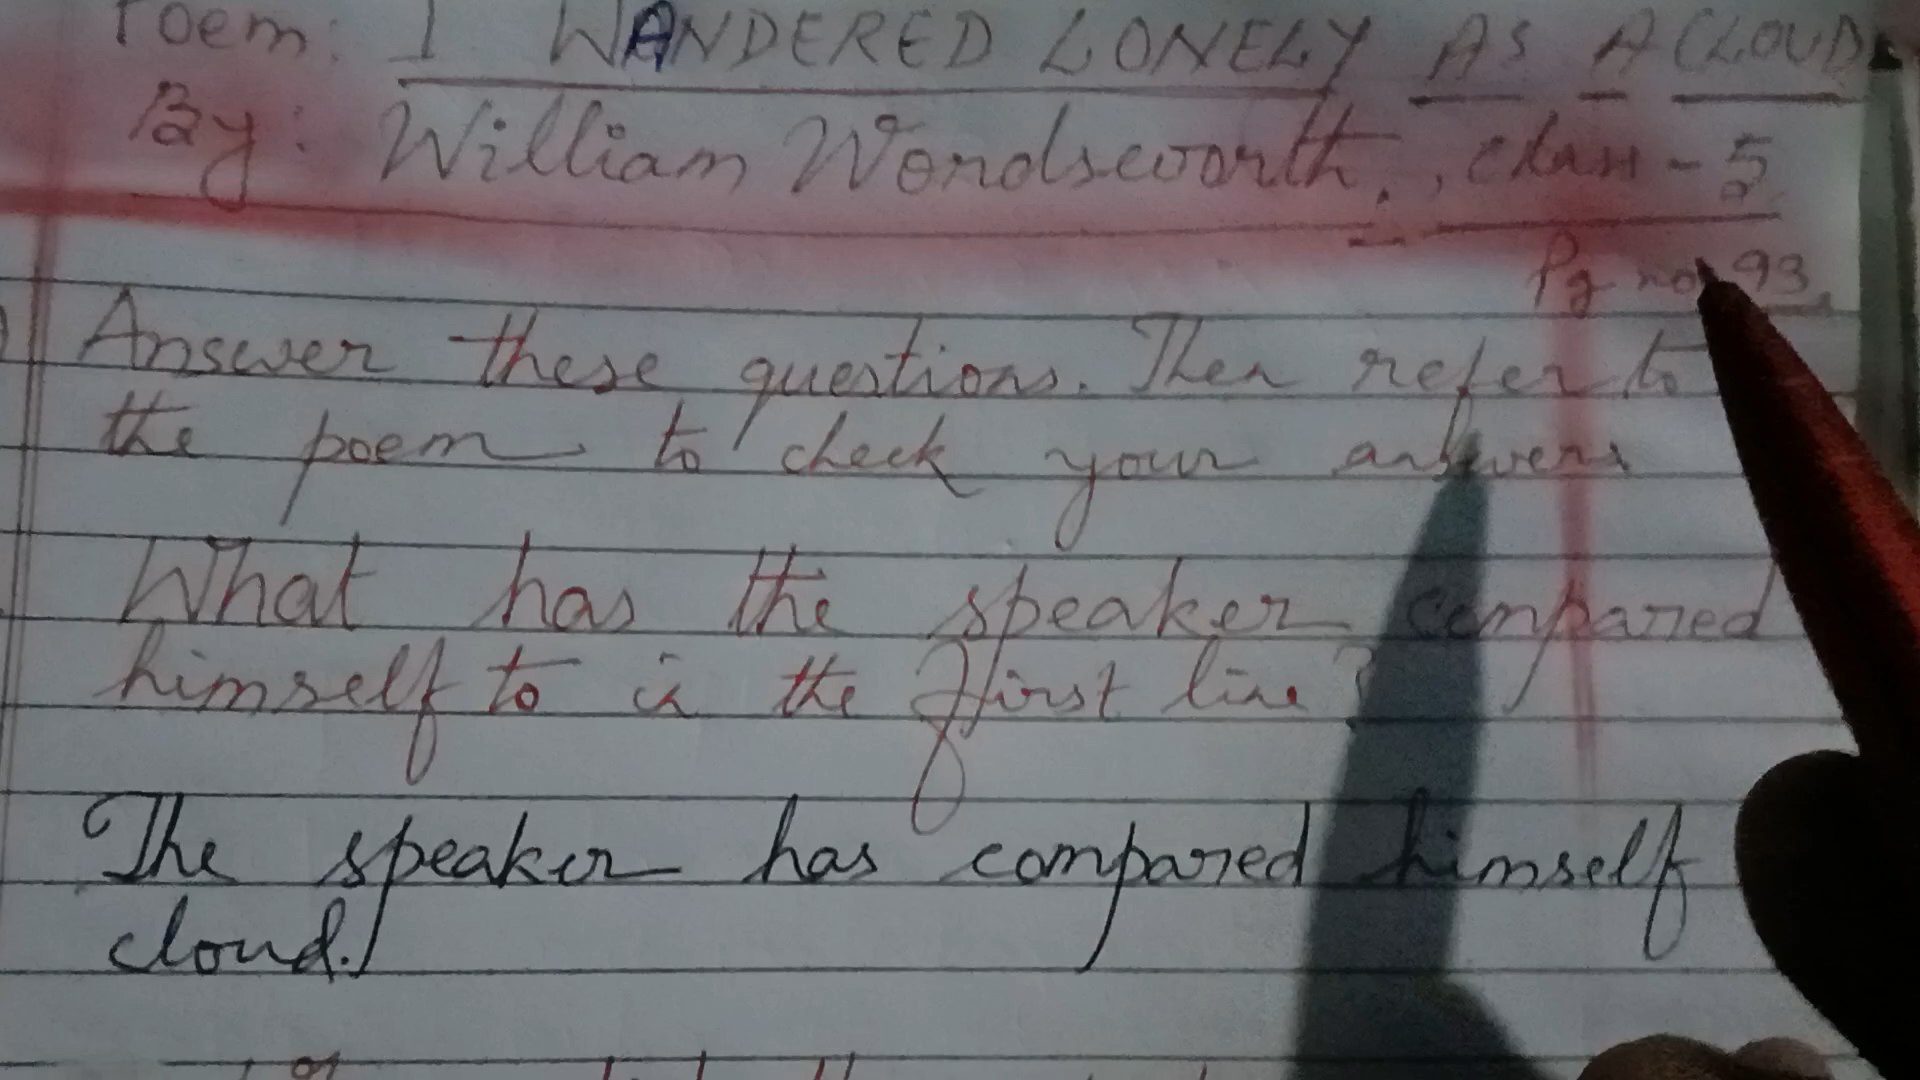 Poem: I WANDERED LONELY AS A CLOUD
By: William Wordsworth., Class - 5
Pg no 93
Answer these questions. Then refer to
the poem to check your answers
What has the speaker compared
himself to in the first line?
The speaker has compared himself
cloud.